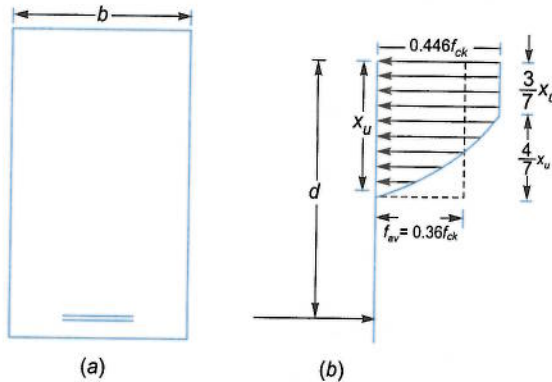 b
0.446f_ck
3/7 x_u
x_u
4/7 x_u
d
f_av = 0.36f_ck
(a)
(b)